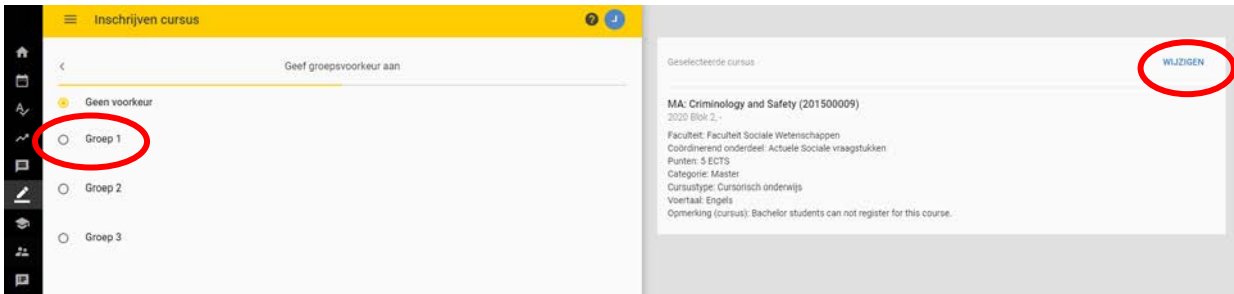 Inschrijven cursus
J
Geef groepsvoorkeur aan
Geen voorkeur
Groep 1
Groep 2
Groep 3
Geselecteerde cursus
WIJZIGEN
MA: Criminology and Safety (201500009)
2020 Blok 2, -
Faculteit: Faculteit Sociale Wetenschappen
Coördinerend onderdeel: Actuele Sociale vraagstukken
Punten: 5 ECTS
Categorie: Master
Cursustype: Cursorisch onderwijs
Voertaal: Engels
Opmerking (cursus): Bachelor students can not register for this course.